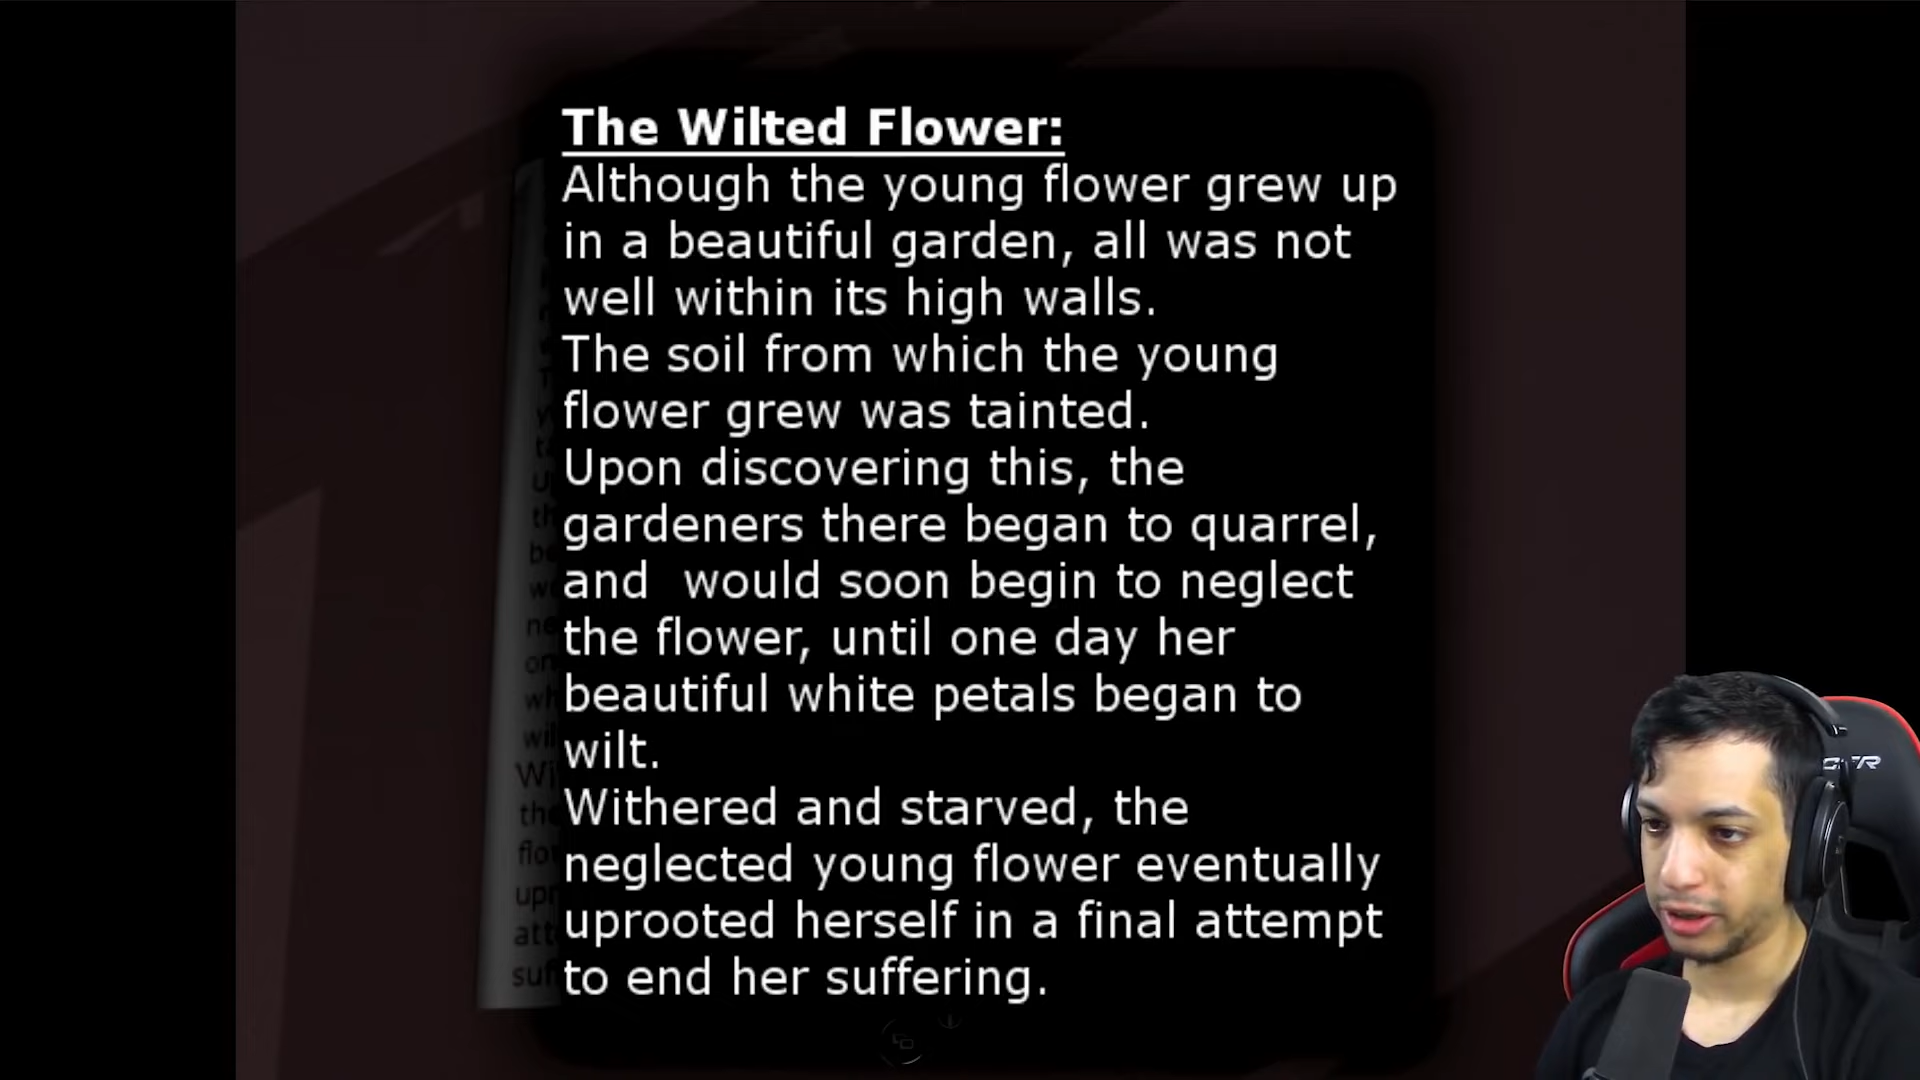 The Wilted Flower:
Although the young flower grew up
in a beautiful garden, all was not
well within its high walls.
The soil from which the young
flower grew was tainted.
Upon discovering this, the
gardeners there began to quarrel,
and  would soon begin to neglect
the flower, until one day her
beautiful white petals began to
wilt.
Withered and starved, the
neglected young flower eventually
uprooted herself in a final attempt
to end her suffering.